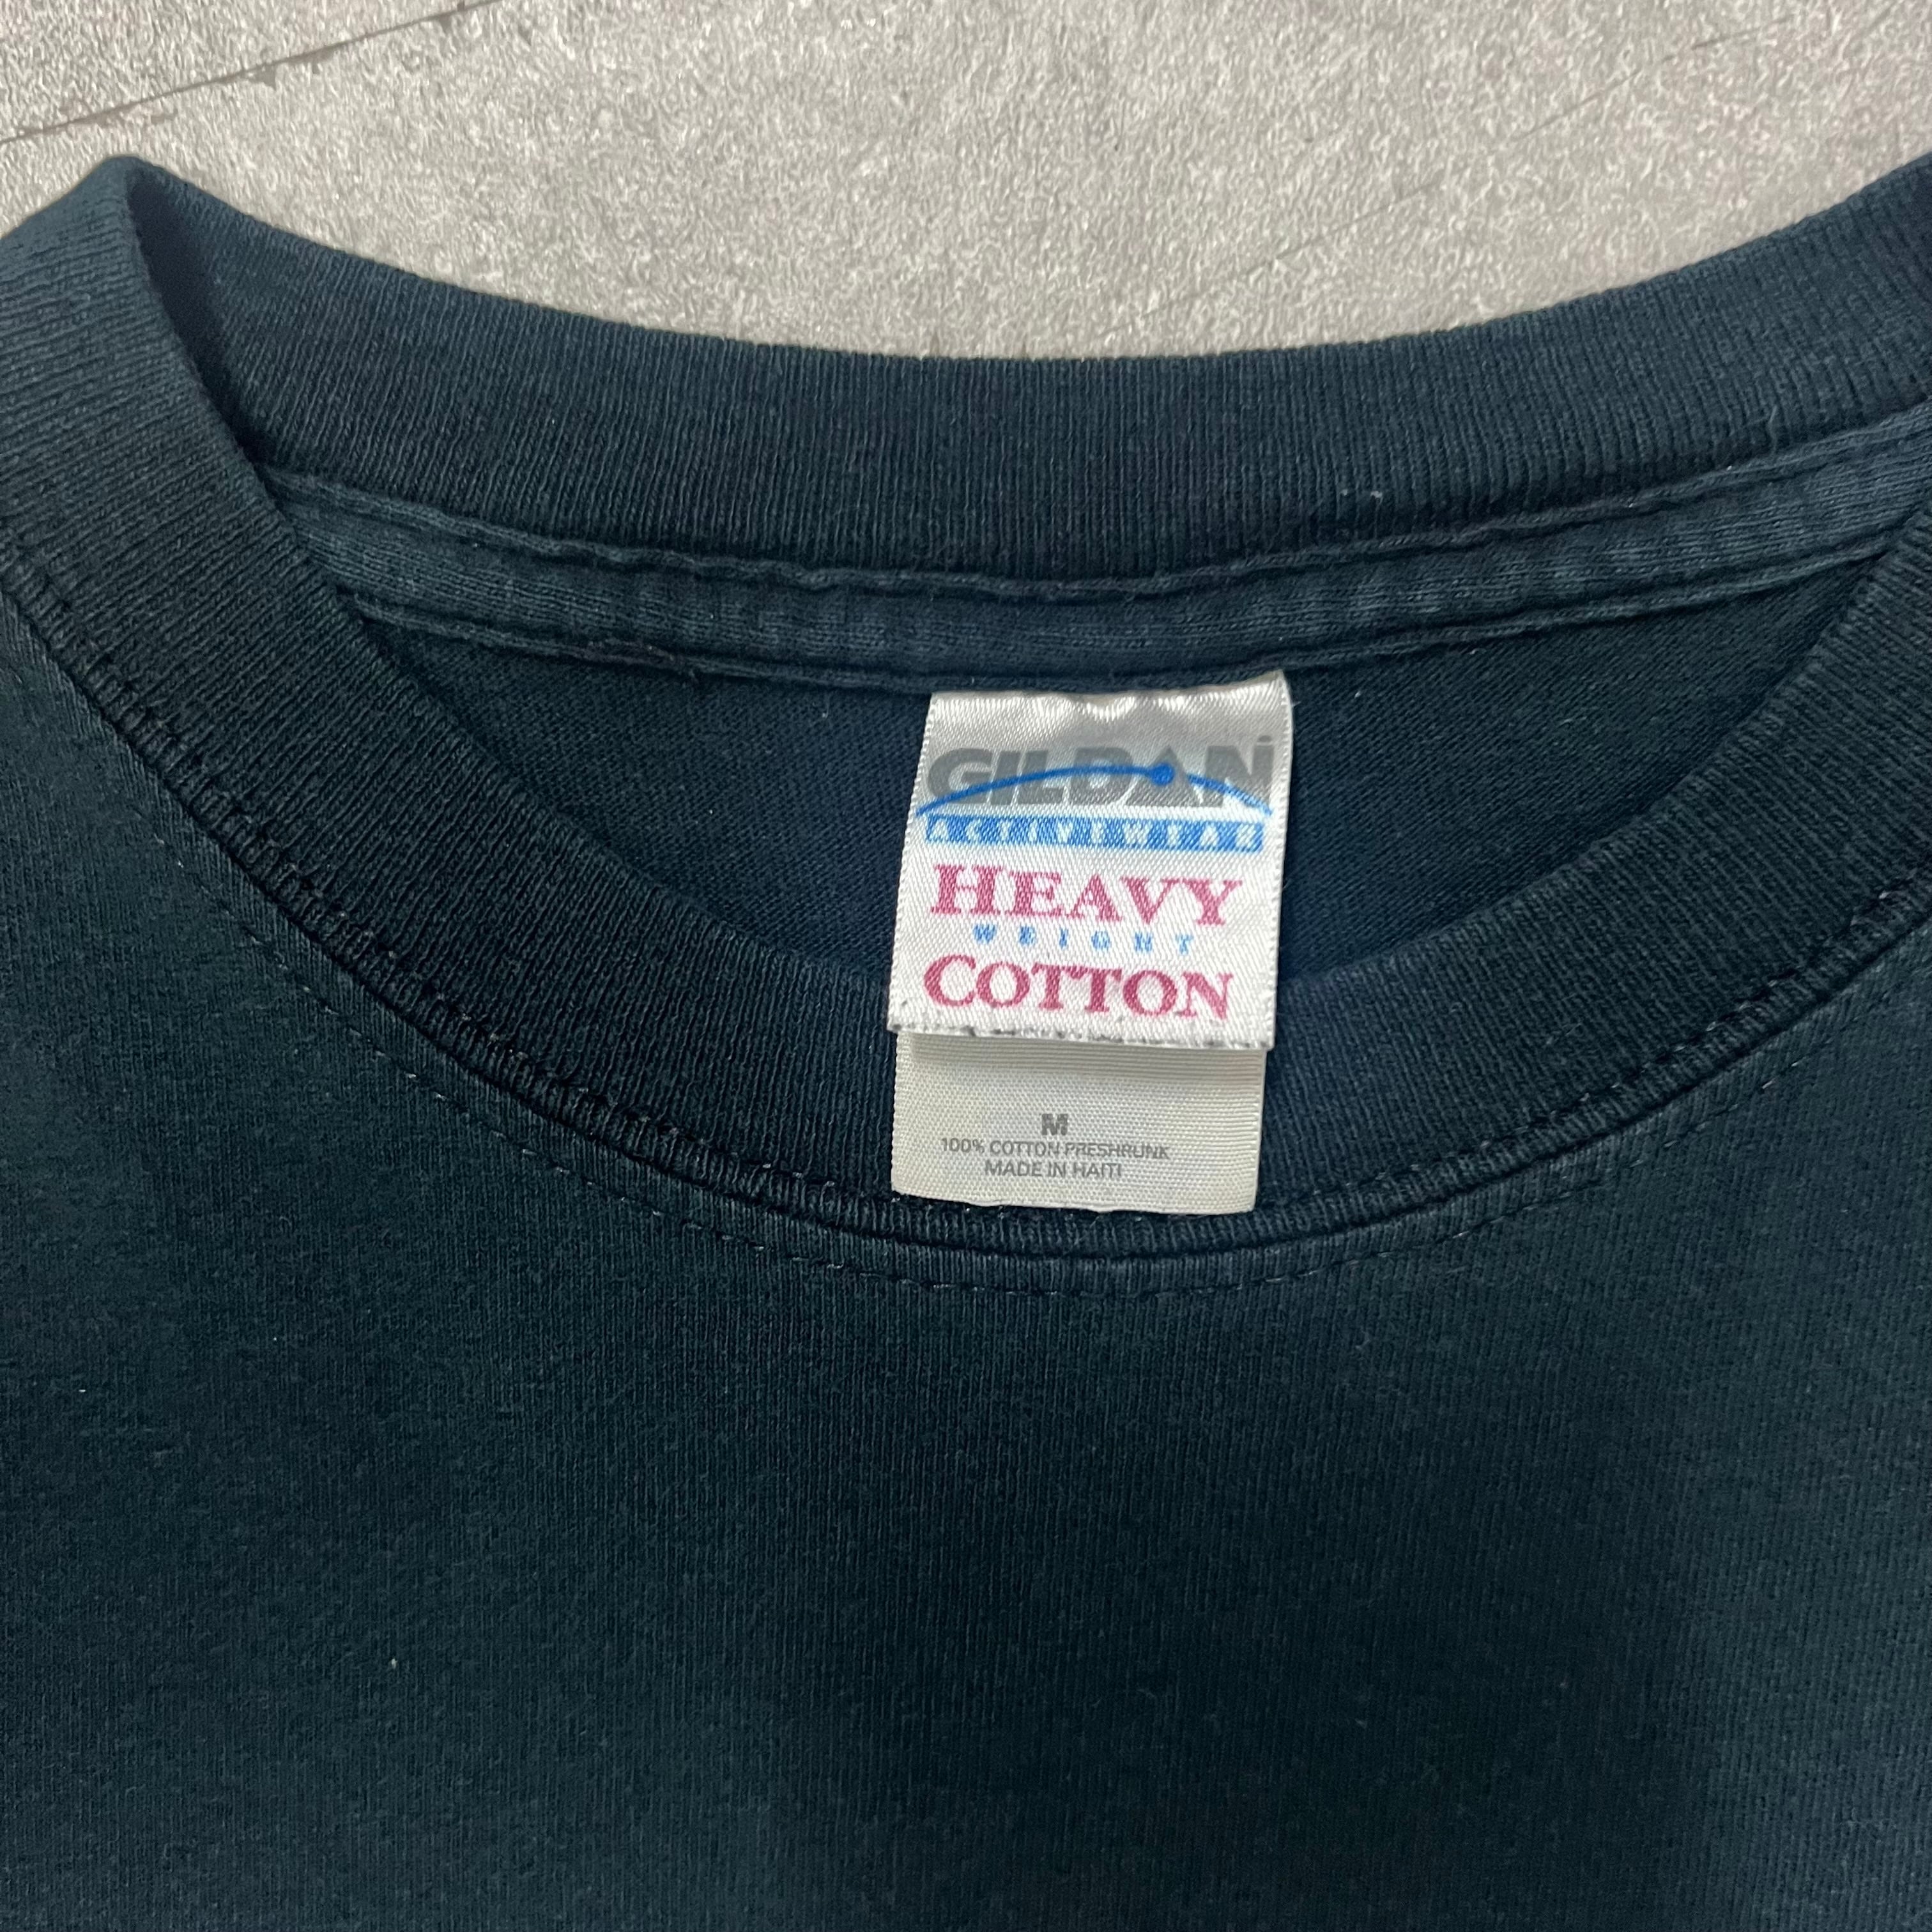 GILDAN
ACTIVEWEAR
HEAVY
WEIGHT
COTTON
M
100% COTTON PRESHRUNK
MADE IN HAITI